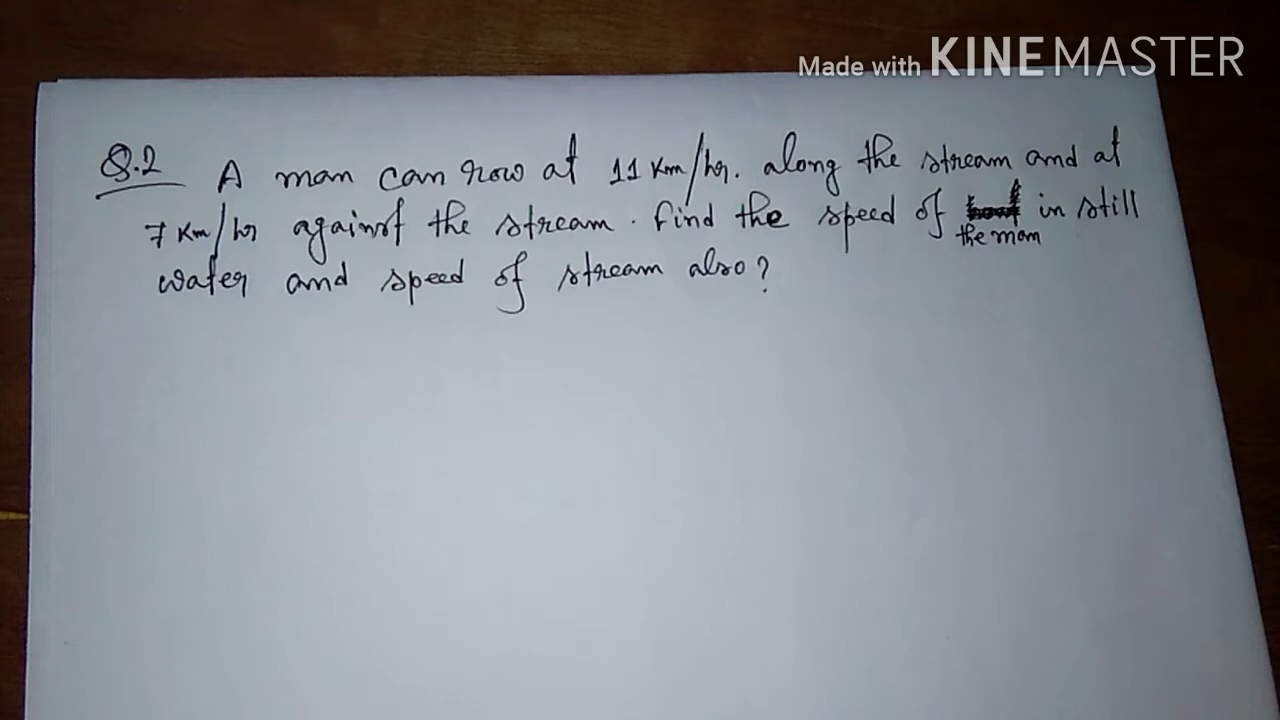 Made with KINEMASTER
Q.2 A man can row at 11 Km/hr. along the stream and at
7 Km/hr against the stream. Find the speed of in still
the man
water and speed of stream also?